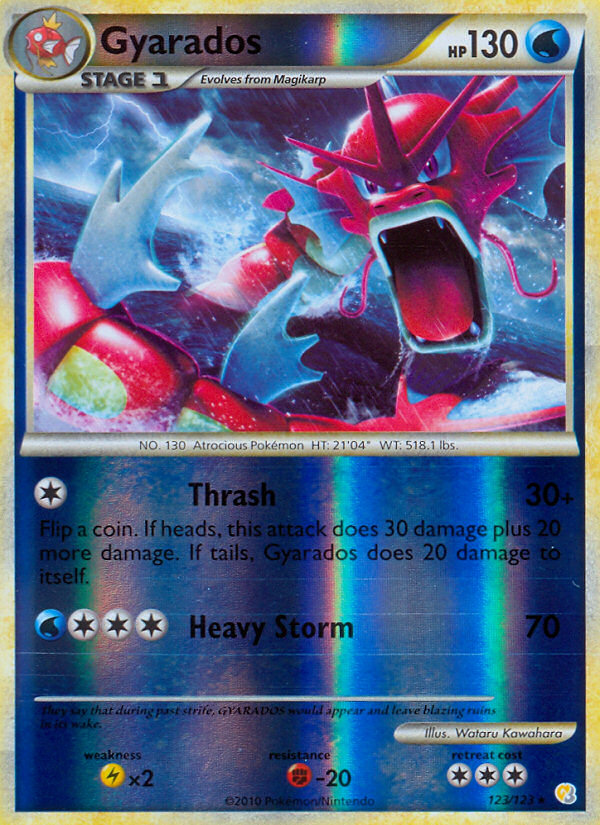 Gyarados
HP 130
STAGE 1
Evolves from Magikarp
NO. 130 Atrocious Pokémon HT: 21'04" WT: 518.1 lbs.
Thrash 30+
Flip a coin. If heads, this attack does 30 damage plus 20
more damage. If tails, Gyarados does 20 damage to
itself.
Heavy Storm 70
They say that during past strife, GYARADOS would appear and leave blazing ruins
in its wake.
Illus. Wataru Kawahara
weakness resistance retreat cost
×2 -20
©2010 Pokémon/Nintendo 123/123 ★